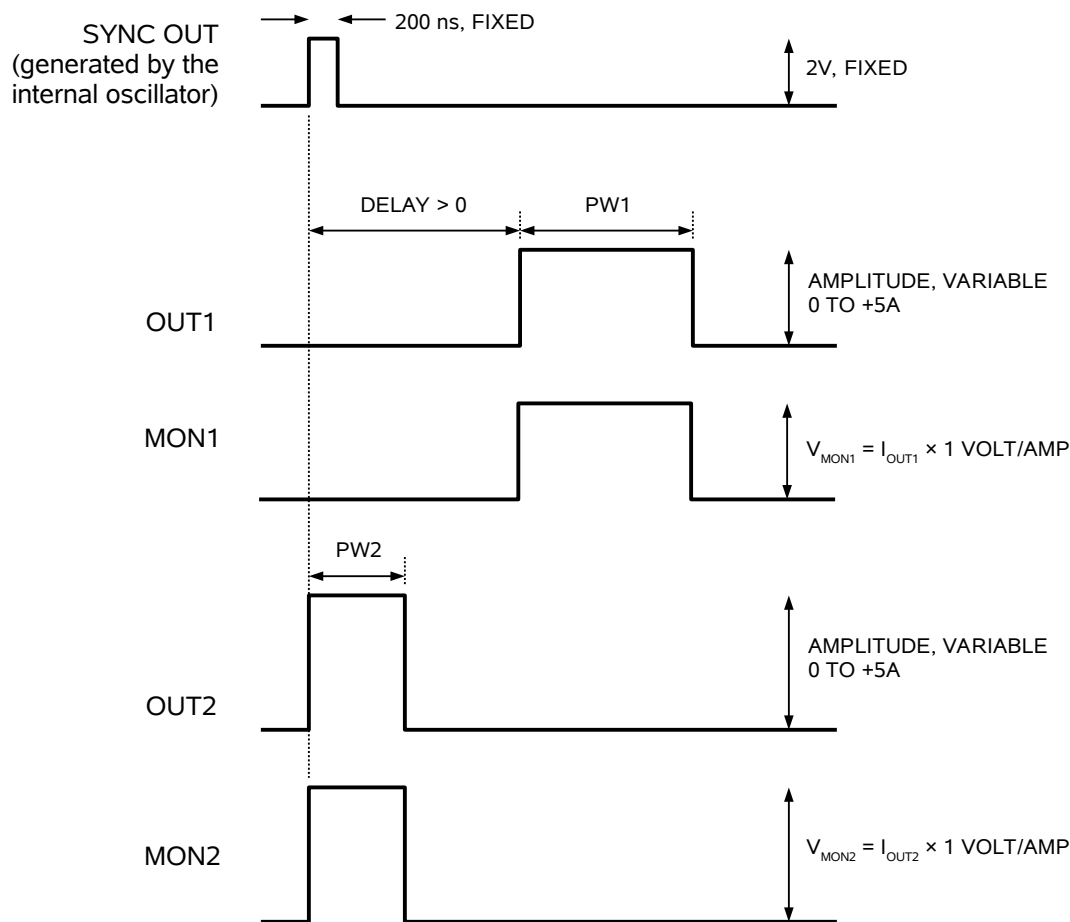 200 ns, FIXED
SYNC OUT
(generated by the
internal oscillator)
2V, FIXED
DELAY > 0
PW1
AMPLITUDE, VARIABLE
0 TO +5A
OUT1
MON1
V_MON1 = I_OUT1 × 1 VOLT/AMP
PW2
AMPLITUDE, VARIABLE
0 TO +5A
OUT2
MON2
V_MON2 = I_OUT2 × 1 VOLT/AMP